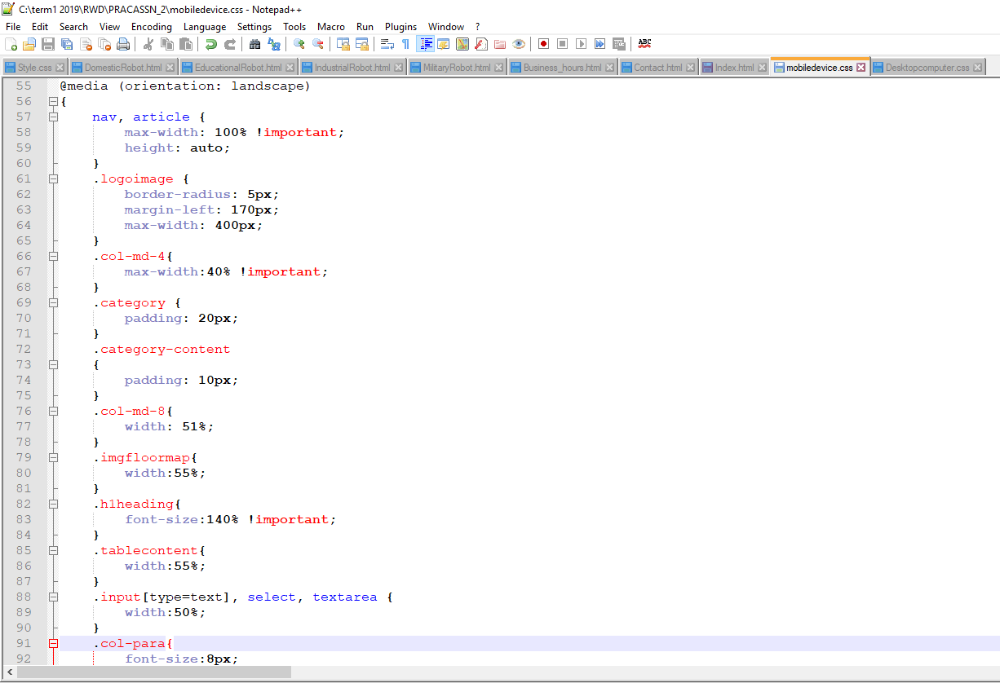 C:\term1 2019\RWD\PRACASSN_2\mobiledevice.css - Notepad++
File Edit Search View Encoding Language Settings Tools Macro Run Plugins Window ?
ABC
Style.css DomesticRobot.html EducationalRobot.html IndustrialRobot.html MilitaryRobot.html Business_hours.html Contact.html Index.html mobiledevice.css Desktopcomputer.css
55 @media (orientation: landscape)
56 {
57 nav, article {
58 max-width: 100% !important;
59 height: auto;
60 }
61 .logoimage {
62 border-radius: 5px;
63 margin-left: 170px;
64 max-width: 400px;
65 }
66 .col-md-4{
67 max-width:40% !important;
68 }
69 .category {
70 padding: 20px;
71 }
72 .category-content
73 {
74 padding: 10px;
75 }
76 .col-md-8{
77 width: 51%;
78 }
79 .imgfloormap{
80 width:55%;
81 }
82 .h1heading{
83 font-size:140% !important;
84 }
85 .tablecontent{
86 width:55%;
87 }
88 .input[type=text], select, textarea {
89 width:50%;
90 }
91 .col-para{
92 font-size:8px;